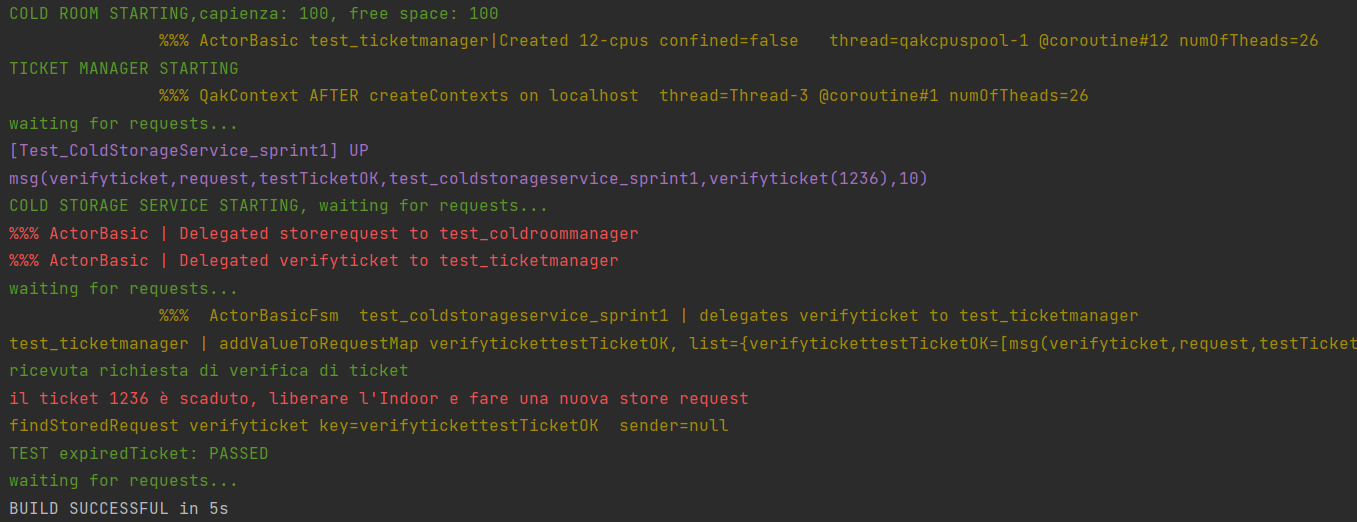 COLD ROOM STARTING,capienza: 100, free space: 100
%%% ActorBasic test_ticketmanager|Created 12-cpus confined=false thread=qakcpuspool-1 @coroutine#12 numOfTheads=26
TICKET MANAGER STARTING
%%% QakContext AFTER createContexts on localhost thread=Thread-3 @coroutine#1 numOfTheads=26
waiting for requests...
[Test_ColdStorageService_sprint1] UP
msg(verifyticket,request,testTicketOK,test_coldstorageservice_sprint1,verifyticket(1236),10)
COLD STORAGE SERVICE STARTING, waiting for requests...
%%% ActorBasic | Delegated storerequest to test_coldroommanager
%%% ActorBasic | Delegated verifyticket to test_ticketmanager
waiting for requests...
%%% ActorBasicFsm test_coldstorageservice_sprint1 | delegates verifyticket to test_ticketmanager
test_ticketmanager | addValueToRequestMap verifytickettestTicketOK, list={verifytickettestTicketOK=[msg(verifyticket,request,testTicket
ricevuta richiesta di verifica di ticket
il ticket 1236 è scaduto, liberare l'Indoor e fare una nuova store request
findStoredRequest verifyticket key=verifytickettestTicketOK sender=null
TEST expiredTicket: PASSED
waiting for requests...
BUILD SUCCESSFUL in 5s